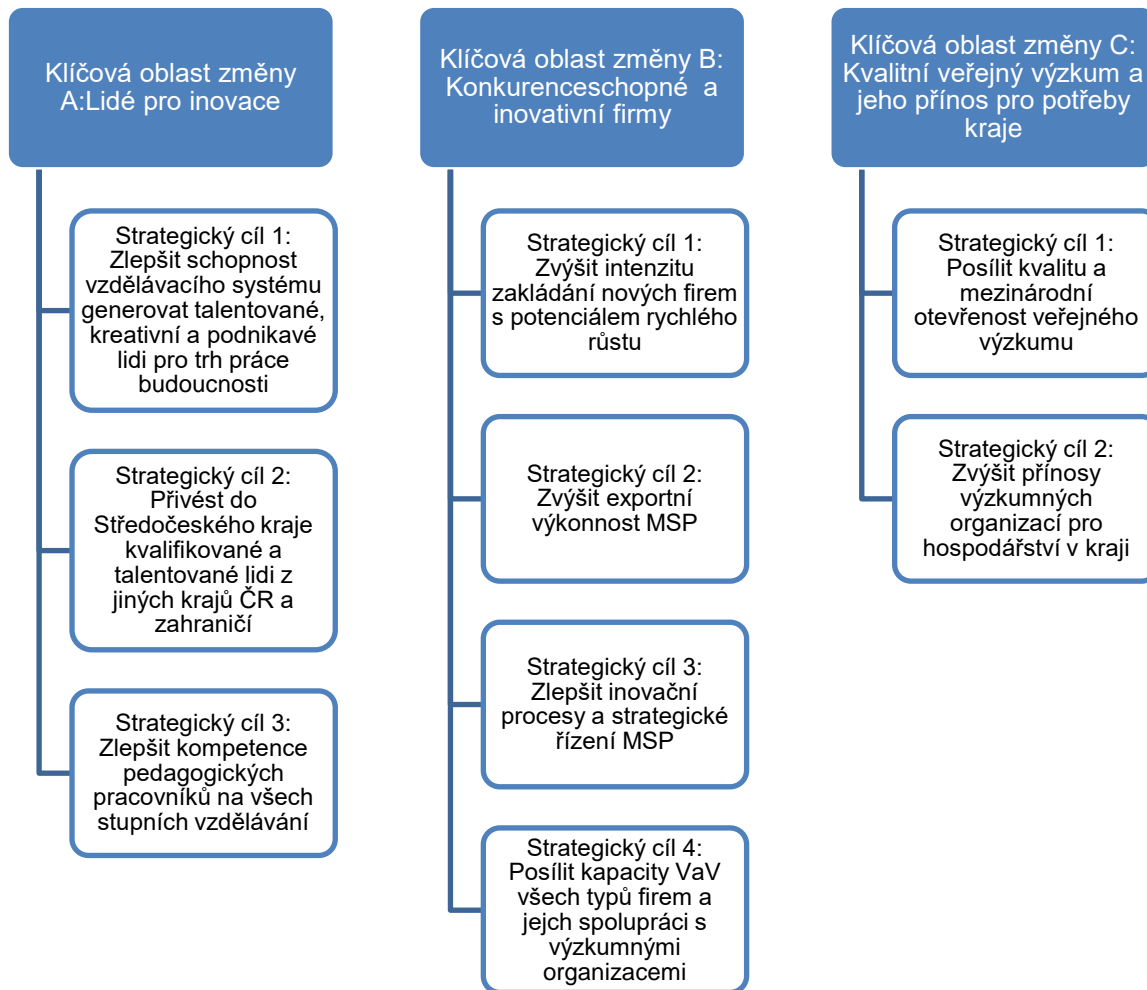 Klíčová oblast změny
A:Lidé pro inovace
Strategický cíl 1:
Zlepšit schopnost
vzdělávacího systému
generovat talentované,
kreativní a podnikavé
lidi pro trh práce
budoucnosti
Strategický cíl 2:
Přivést do
Středočeského kraje
kvalifikované a
talentované lidi z
jiných krajů ČR a
zahraničí
Strategický cíl 3:
Zlepšit kompetence
pedagogických
pracovníků na všech
stupních vzdělávání
Klíčová oblast změny B:
Konkurenceschopné a
inovativní firmy
Strategický cíl 1:
Zvýšit intenzitu
zakládání nových firem
s potenciálem rychlého
růstu
Strategický cíl 2:
Zvýšit exportní
výkonnost MSP
Strategický cíl 3:
Zlepšit inovační
procesy a strategické
řízení MSP
Strategický cíl 4:
Posílit kapacity VaV
všech typů firem a
jejch spolupráci s
výzkumnými
organizacemi
Klíčová oblast změny C:
Kvalitní veřejný výzkum a
jeho přínos pro potřeby
kraje
Strategický cíl 1:
Posílit kvalitu a
mezinárodní
otevřenost veřejného
výzkumu
Strategický cíl 2:
Zvýšit přínosy
výzkumných
organizací pro
hospodářství v kraji